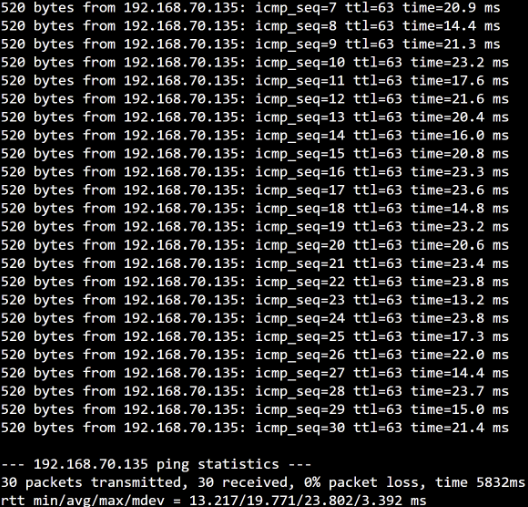 520 bytes from 192.168.70.135: icmp_seq=7 ttl=63 time=20.9 ms
520 bytes from 192.168.70.135: icmp_seq=8 ttl=63 time=14.4 ms
520 bytes from 192.168.70.135: icmp_seq=9 ttl=63 time=21.3 ms
520 bytes from 192.168.70.135: icmp_seq=10 ttl=63 time=23.2 ms
520 bytes from 192.168.70.135: icmp_seq=11 ttl=63 time=17.6 ms
520 bytes from 192.168.70.135: icmp_seq=12 ttl=63 time=21.6 ms
520 bytes from 192.168.70.135: icmp_seq=13 ttl=63 time=20.4 ms
520 bytes from 192.168.70.135: icmp_seq=14 ttl=63 time=16.0 ms
520 bytes from 192.168.70.135: icmp_seq=15 ttl=63 time=20.8 ms
520 bytes from 192.168.70.135: icmp_seq=16 ttl=63 time=23.3 ms
520 bytes from 192.168.70.135: icmp_seq=17 ttl=63 time=23.6 ms
520 bytes from 192.168.70.135: icmp_seq=18 ttl=63 time=14.8 ms
520 bytes from 192.168.70.135: icmp_seq=19 ttl=63 time=23.2 ms
520 bytes from 192.168.70.135: icmp_seq=20 ttl=63 time=20.6 ms
520 bytes from 192.168.70.135: icmp_seq=21 ttl=63 time=23.4 ms
520 bytes from 192.168.70.135: icmp_seq=22 ttl=63 time=23.8 ms
520 bytes from 192.168.70.135: icmp_seq=23 ttl=63 time=13.2 ms
520 bytes from 192.168.70.135: icmp_seq=24 ttl=63 time=23.8 ms
520 bytes from 192.168.70.135: icmp_seq=25 ttl=63 time=17.3 ms
520 bytes from 192.168.70.135: icmp_seq=26 ttl=63 time=22.0 ms
520 bytes from 192.168.70.135: icmp_seq=27 ttl=63 time=14.4 ms
520 bytes from 192.168.70.135: icmp_seq=28 ttl=63 time=23.7 ms
520 bytes from 192.168.70.135: icmp_seq=29 ttl=63 time=15.0 ms
520 bytes from 192.168.70.135: icmp_seq=30 ttl=63 time=21.4 ms
--- 192.168.70.135 ping statistics ---
30 packets transmitted, 30 received, 0% packet loss, time 5832ms
rtt min/avg/max/mdev = 13.217/19.771/23.802/3.392 ms